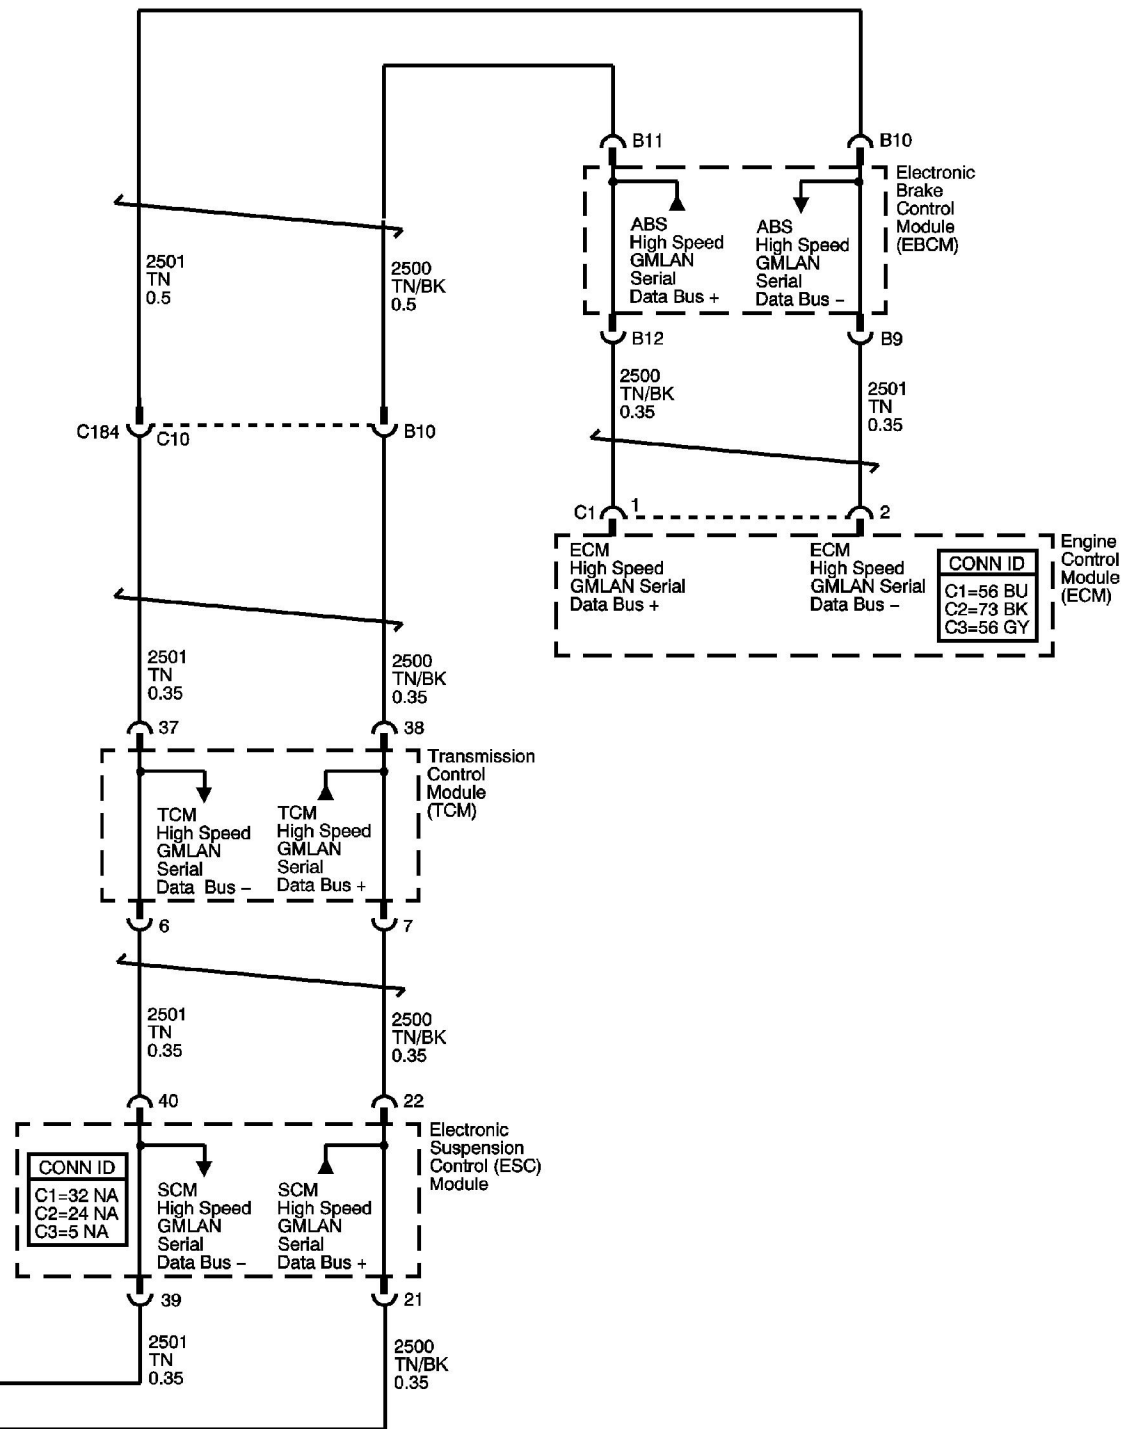 B11
B10
Electronic
Brake
Control
Module
(EBCM)
ABS
High Speed
GMLAN
Serial
Data Bus +
ABS
High Speed
GMLAN
Serial
Data Bus –
2501
TN
0.5
2500
TN/BK
0.5
B12
B9
2500
TN/BK
0.35
2501
TN
0.35
C184
C10
B10
C1
1
2
ECM
High Speed
GMLAN Serial
Data Bus +
ECM
High Speed
GMLAN Serial
Data Bus –
CONN ID
C1=56 BU
C2=73 BK
C3=56 GY
Engine
Control
Module
(ECM)
2501
TN
0.35
2500
TN/BK
0.35
37
38
Transmission
Control
Module
(TCM)
TCM
High Speed
GMLAN
Serial
Data Bus –
TCM
High Speed
GMLAN
Serial
Data Bus +
6
7
2501
TN
0.35
2500
TN/BK
0.35
40
22
Electronic
Suspension
Control (ESC)
Module
CONN ID
C1=32 NA
C2=24 NA
C3=5 NA
SCM
High Speed
GMLAN
Serial
Data Bus –
SCM
High Speed
GMLAN
Serial
Data Bus +
39
21
2501
TN
0.35
2500
TN/BK
0.35